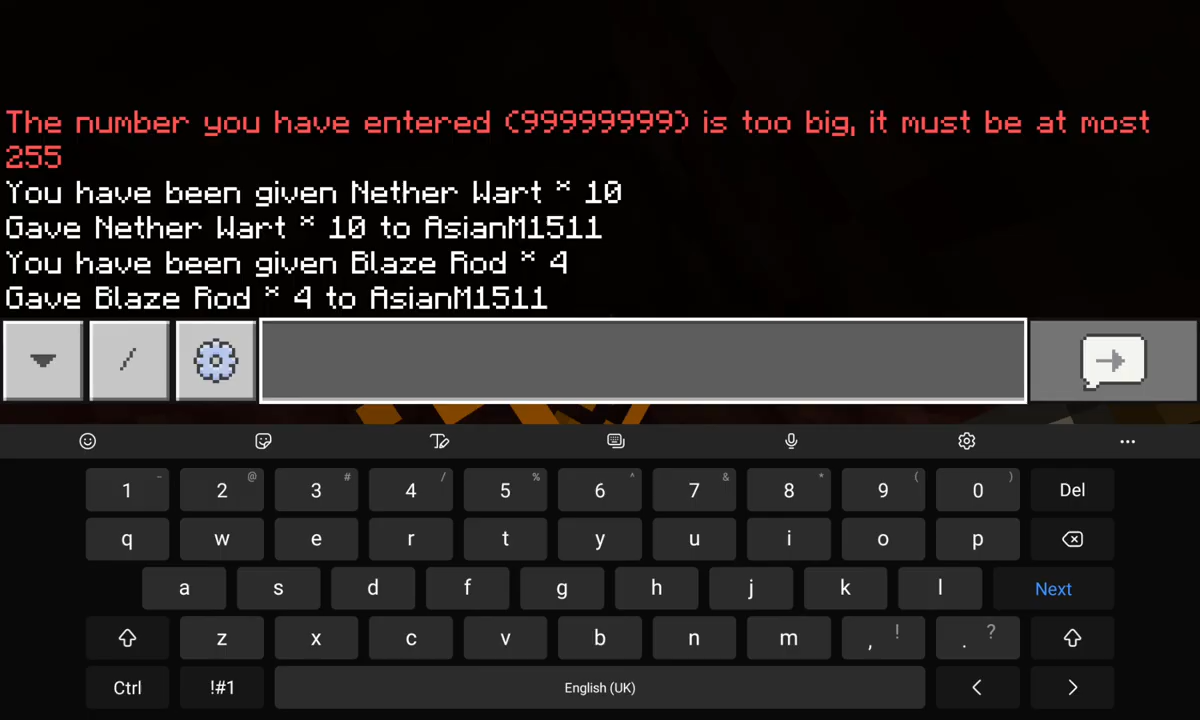 The number you have entered (99999999) is too big, it must be at most
255
You have been given Nether Wart * 10
Gave Nether Wart * 10 to AsianM1511
You have been given Blaze Rod * 4
Gave Blaze Rod * 4 to AsianM1511
/
1 - 2 @ 3 # 4 / 5 % 6 ^ 7 & 8 * 9 ( 0 ) Del
q w e r t y u i o p
a s d f g h j k l Next
z x c v b n m , ! . ?
Ctrl !#1 English (UK) < >